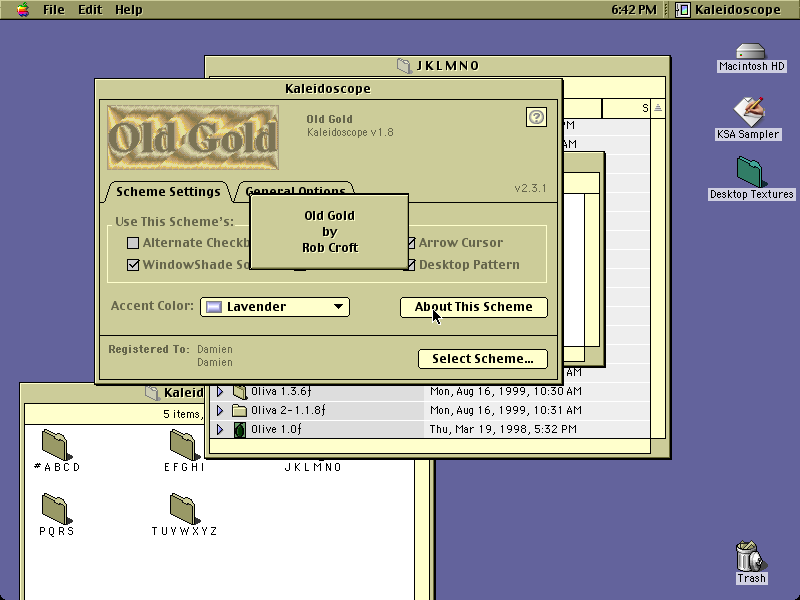 File Edit Help
6:42 PM
Kaleidoscope
JKLMNO
Macintosh HD
KSA Sampler
Desktop Textures
Kaleidoscope
Old Gold
Old Gold
Kaleidoscope v1.8
v2.3.1
S
PM
AM
Scheme Settings
General Options
Use This Scheme's:
Old Gold
by
Rob Croft
Alternate Checkb
Arrow Cursor
WindowShade So
Desktop Pattern
Accent Color:
Lavender
About This Scheme
Registered To:
Damien
Damien
Select Scheme...
AM
Oliva 1.3.6ƒ
Mon, Aug 16, 1999, 10:30 AM
Oliva 2-1.1.8ƒ
Mon, Aug 16, 1999, 10:31 AM
Olive 1.0ƒ
Thu, Mar 19, 1998, 5:32 PM
Kaleid
5 items,
#ABCD
EFGHI
JKLMNO
PQRS
TUVWXYZ
Trash